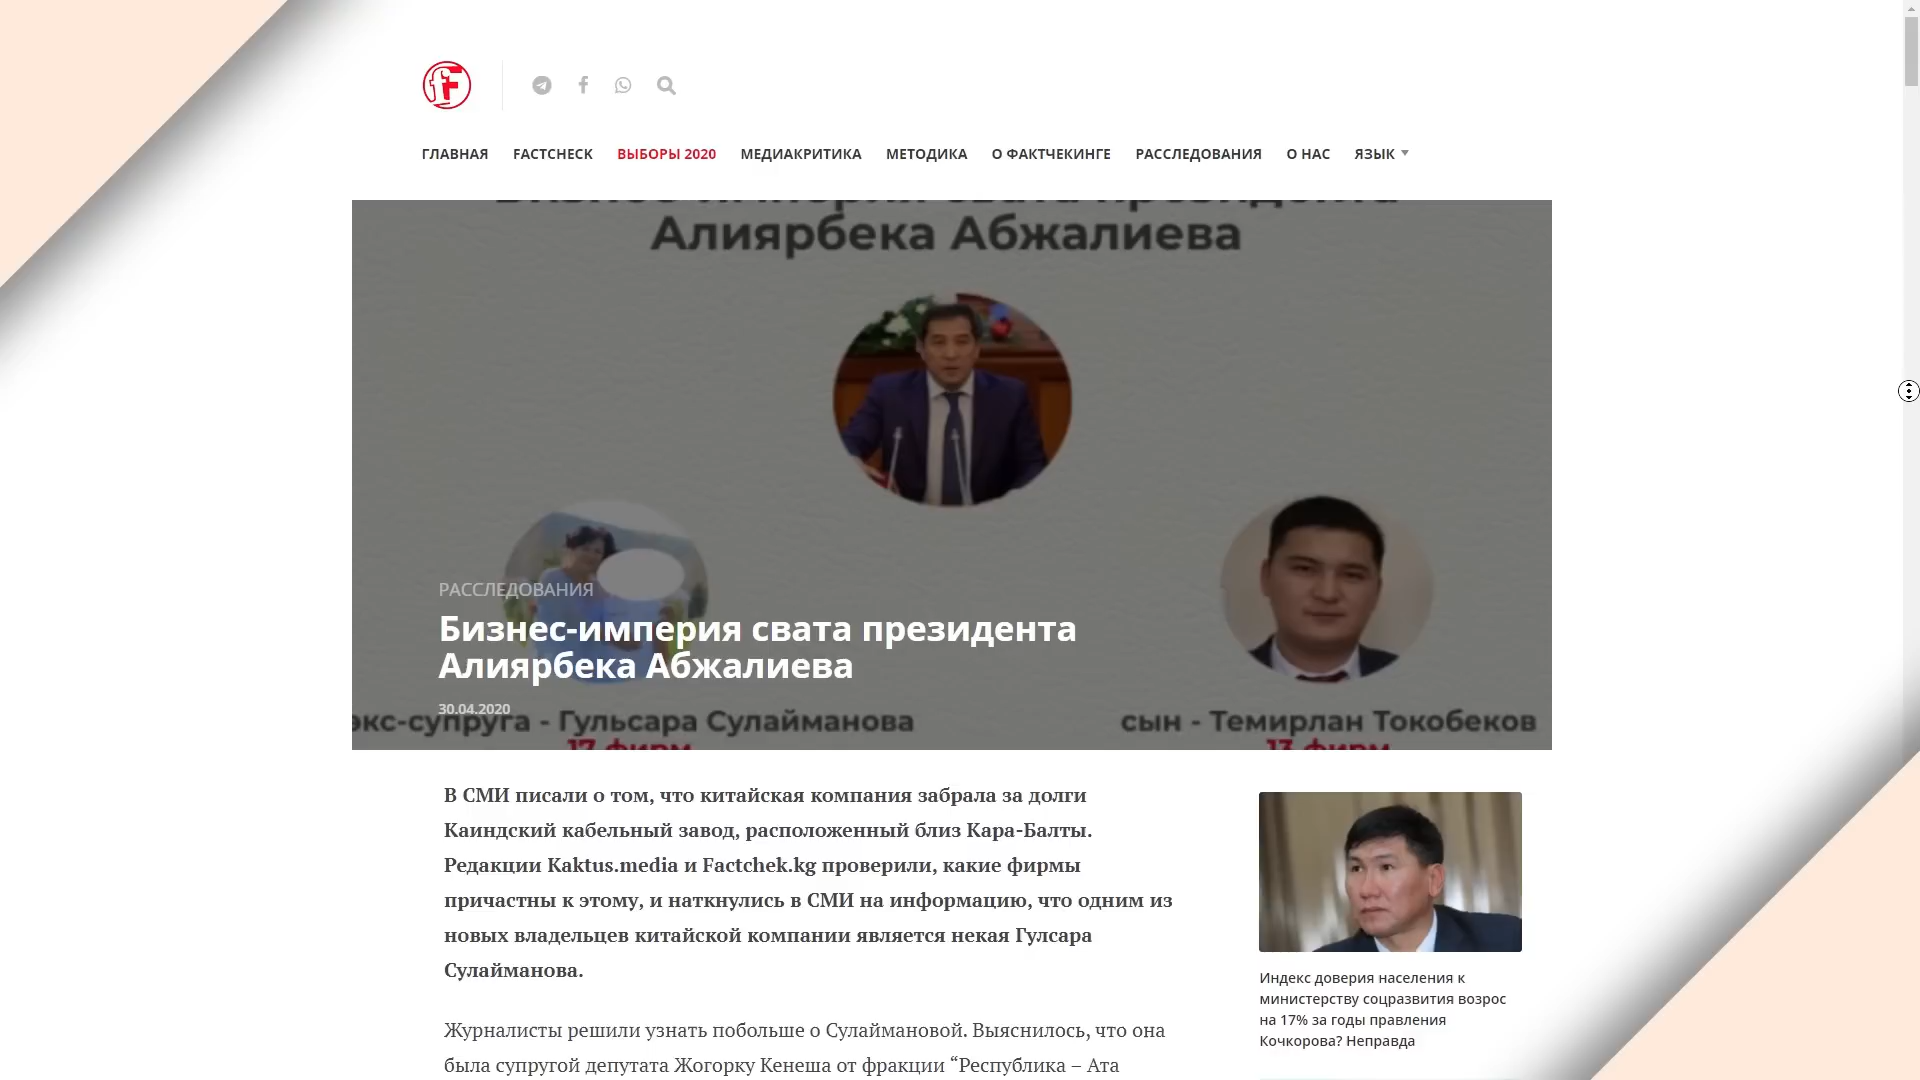 ГЛАВНАЯ FACTCHECK ВЫБОРЫ 2020 МЕДИАКРИТИКА МЕТОДИКА О ФАКТЧЕКИНГЕ РАССЛЕДОВАНИЯ О НАС ЯЗЫК
Бизнес-империя свата президента
Алиярбека Абжалиева
РАССЛЕДОВАНИЯ
Бизнес-империя свата президента
Алиярбека Абжалиева
30.04.2020
экс-супруга - Гульсара Сулайманова
17 фирм
сын - Темирлан Токобеков
13 фирм
В СМИ писали о том, что китайская компания забрала за долги
Каиндский кабельный завод, расположенный близ Кара-Балты.
Редакции Kaktus.media и Factchek.kg проверили, какие фирмы
причастны к этому, и наткнулись в СМИ на информацию, что одним из
новых владельцев китайской компании является некая Гулсара
Сулайманова.
Журналисты решили узнать побольше о Сулаймановой. Выяснилось, что она
была супругой депутата Жогорку Кенеша от фракции “Республика – Ата
Индекс доверия населения к
министерству соцразвития возрос
на 17% за годы правления
Кочкорова? Неправда